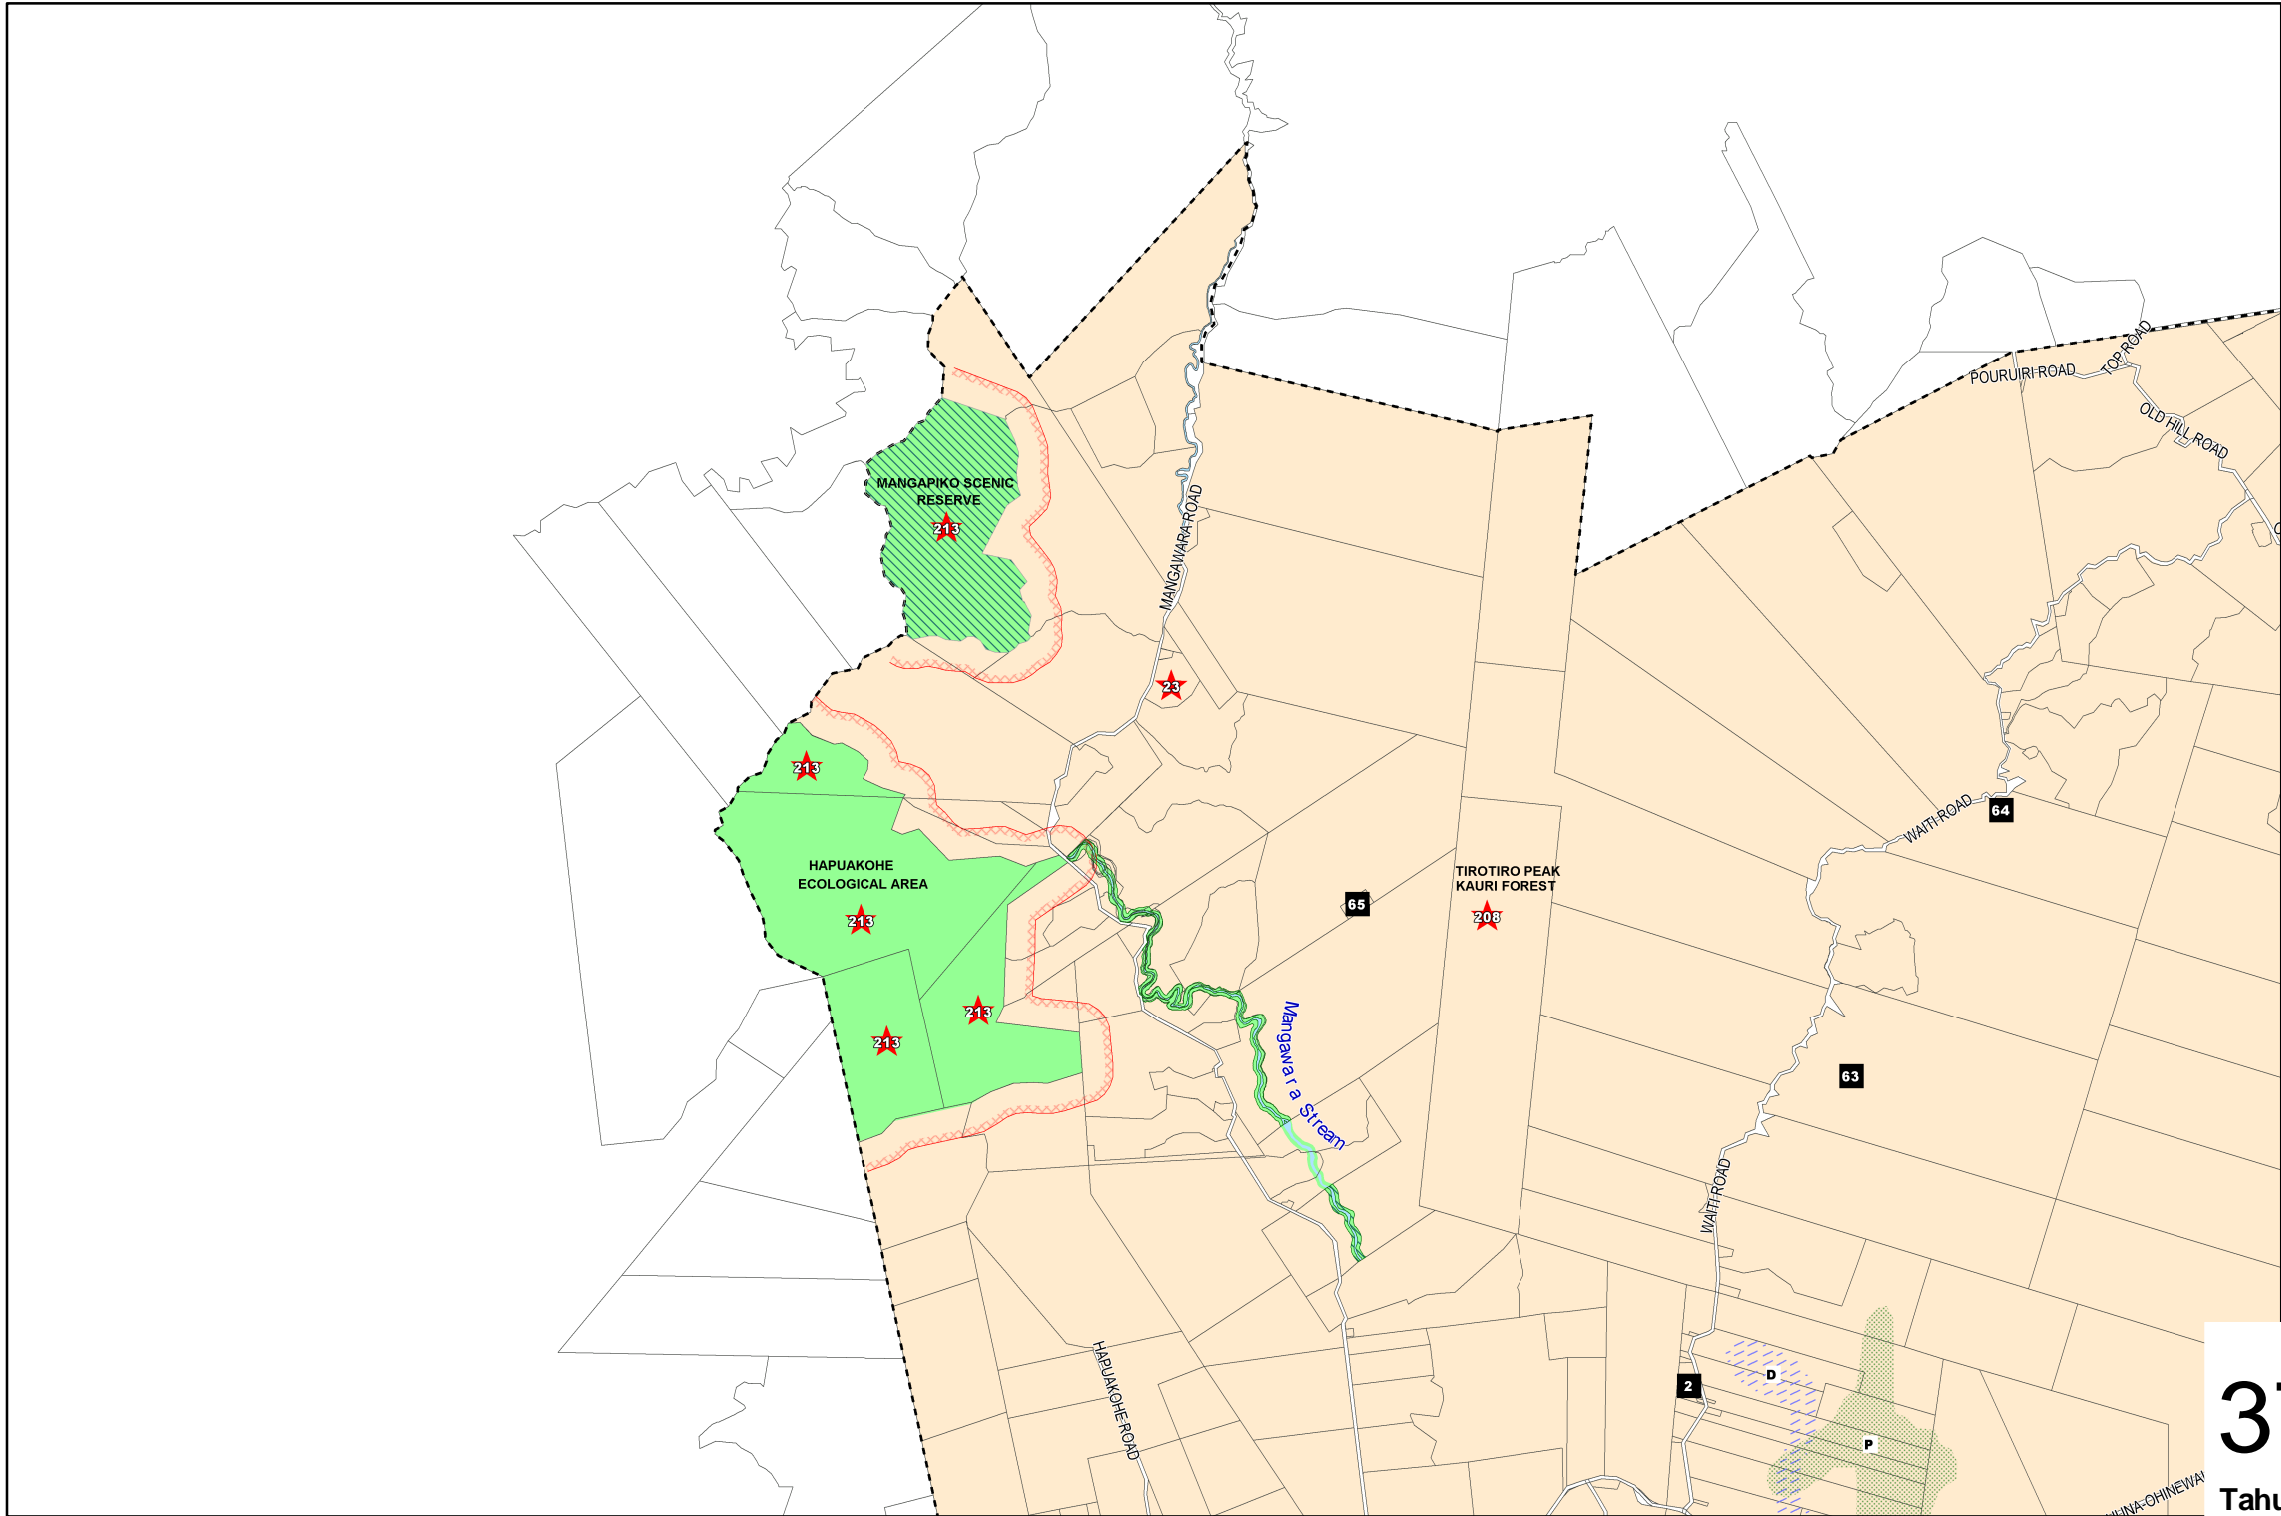 POURUIRI ROAD
TOP ROAD
OLD HILL ROAD
MANGAPIKO SCENIC
RESERVE
213
MANGAWARA ROAD
23
213
WAITI ROAD
64
HAPUAKOHE
ECOLOGICAL AREA
213
TIROTIRO PEAK
KAURI FOREST
65
208
213
213
Mangawara Stream
63
WAITI ROAD
HAPUAKOHE ROAD
2
D
P